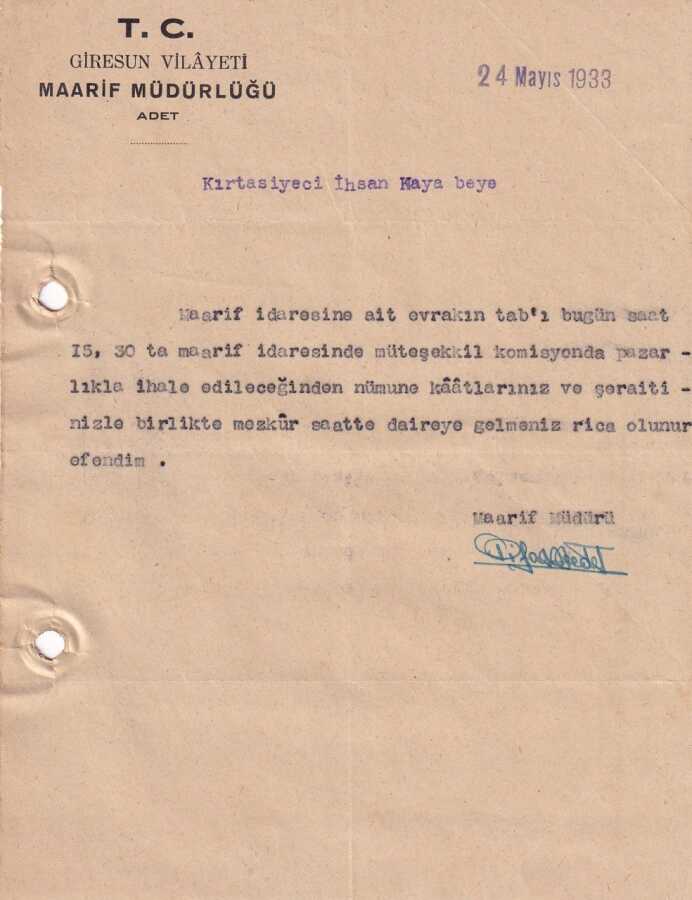 T. C.
GİRESUN VİLÂYETİ
MAARİF MÜDÜRLÜĞÜ
ADET
24 Mayıs 1933
Kırtasiyeci İhsan Kaya beye
Maarif idaresine ait evrakın tab'ı bugün saat
I5, 30 ta maarif idaresinde müteşekkil komisyonda pazar -
lıkla ihale edileceğinden nümune kââtlarınız ve şeraiti -
nizle birlikte mezkûr saatte daireye gelmeniz rica olunur
efendim .
Maarif Müdürü